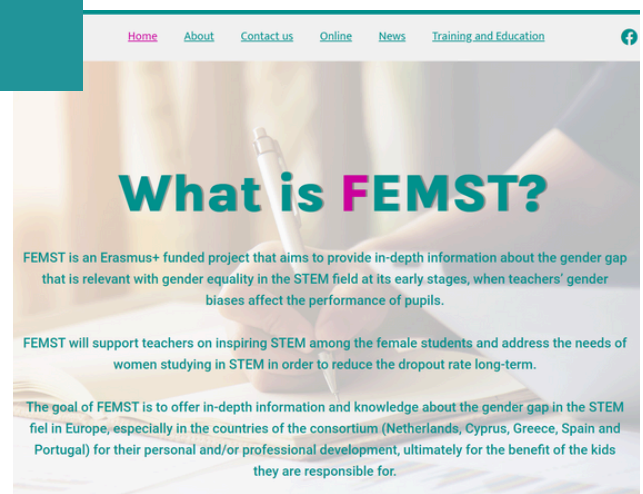 Home About Contact us Online News Training and Education
What is FEMST?
FEMST is an Erasmus+ funded project that aims to provide in-depth information about the gender gap
that is relevant with gender equality in the STEM field at its early stages, when teachers’ gender
biases affect the performance of pupils.
FEMST will support teachers on inspiring STEM among the female students and address the needs of
women studying in STEM in order to reduce the dropout rate long-term.
The goal of FEMST is to offer in-depth information and knowledge about the gender gap in the STEM
fiel in Europe, especially in the countries of the consortium (Netherlands, Cyprus, Greece, Spain and
Portugal) for their personal and/or professional development, ultimately for the benefit of the kids
they are responsible for.